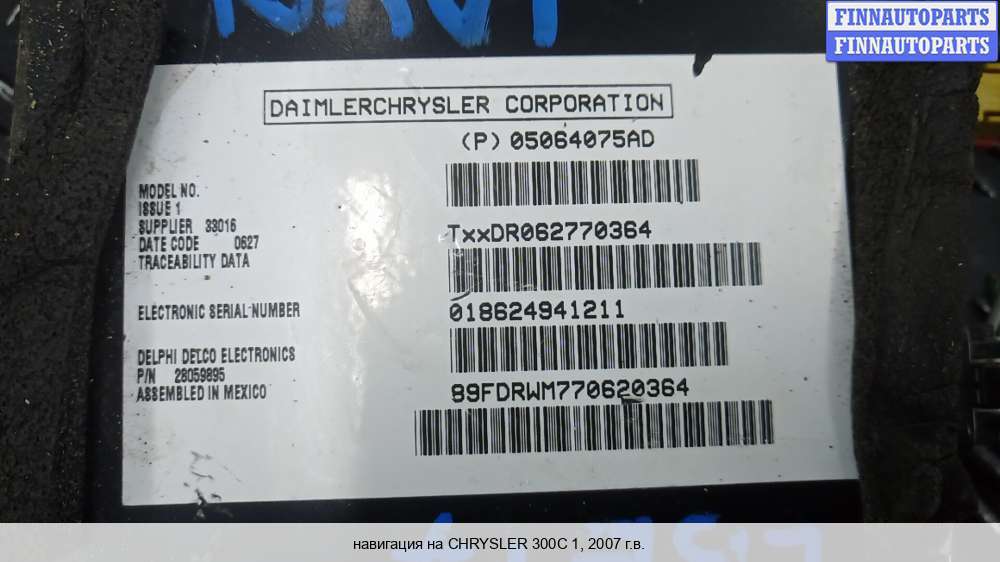 FINNAUTOPARTS
FINNAUTOPARTS
DAIMLERCHRYSLER CORPORATION
(P) 05064075AD
MODEL NO.
ISSUE 1
SUPPLIER 33016
DATE CODE 0627
TRACEABILITY DATA
TxxDR062770364
ELECTRONIC SERIAL NUMBER
018624941211
DELPHI DELCO ELECTRONICS
P/N 28059895
ASSEMBLED IN MEXICO
89FDRWM770620364
навигация на CHRYSLER 300C 1, 2007 г.в.